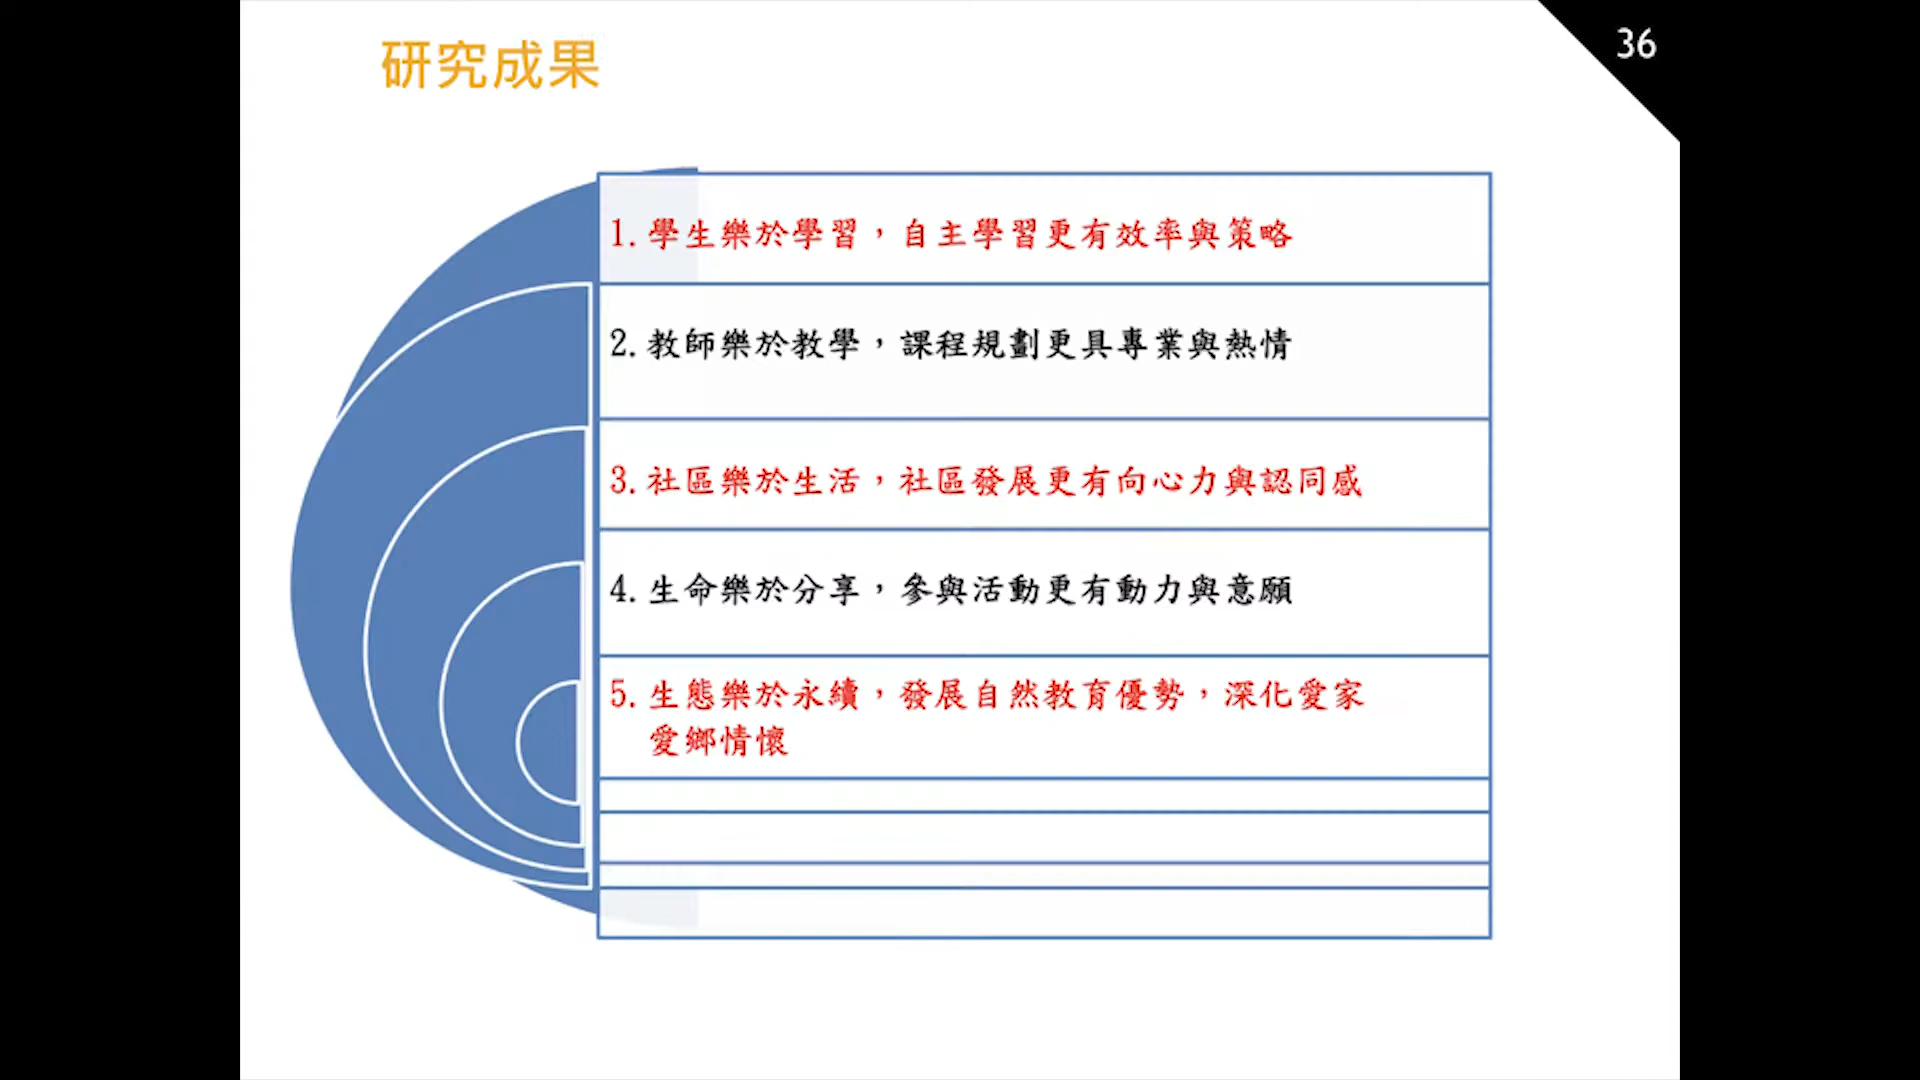 研究成果
36
1.學生樂於學習，自主學習更有效率與策略
2.教師樂於教學，課程規劃更具專業與熱情
3.社區樂於生活，社區發展更有向心力與認同感
4.生命樂於分享，參與活動更有動力與意願
5.生態樂於永續，發展自然教育優勢，深化愛家
愛鄉情懷